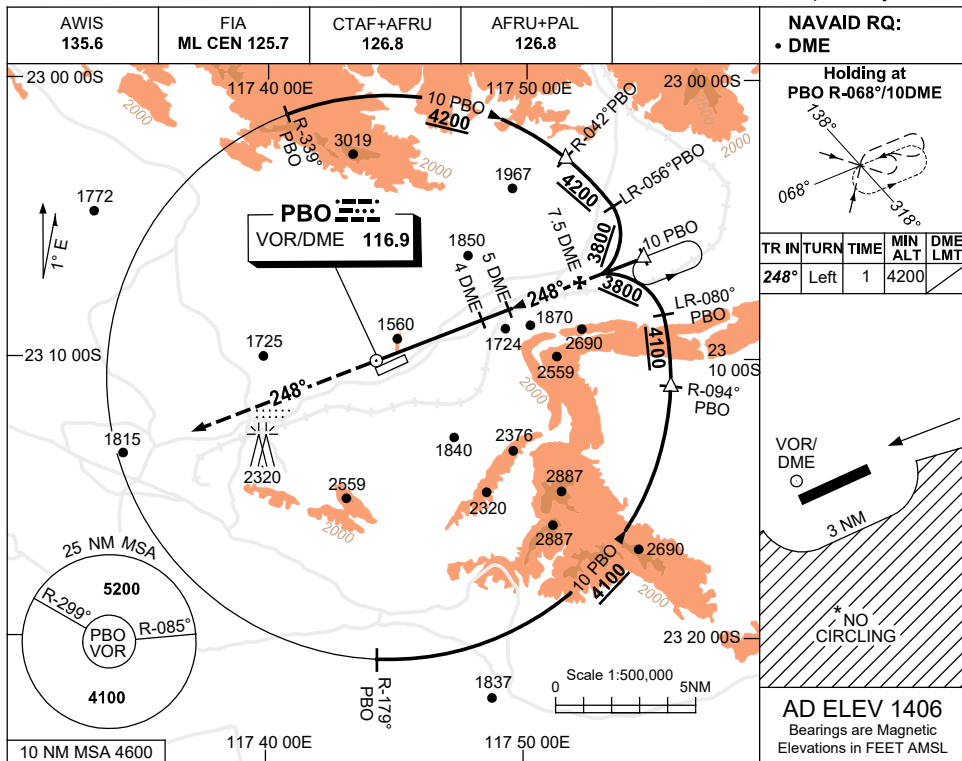 AWIS
135.6
FIA
ML CEN 125.7
CTAF+AFRU
126.8
AFRU+PAL
126.8
NAVAID RQ:
• DME
23 00 00S
117 40 00E
117 50 00E
23 00 00S
2000
2000
2000
2000
R-339°
PBO
10 PBO
4200
R-042°PBO
4200
LR-056°PBO
3800
3019
1967
1772
1° E
PBO
VOR/DME 116.9
1850
7.5 DME
10 PBO
3800
5 DME
4 DME
248°
LR-080°
PBO
4100
1870
1724
2690
2559
1560
1725
23 10 00S
23
10 00S
R-094°
PBO
2000
248°
1815
2320
1840
2376
2320
2887
2887
2559
2000
2690
2000
10 PBO
4100
25 NM MSA
5200
R-299°
R-085°
PBO
VOR
4100
R-179°
PBO
1837
23 20 00S
Scale 1:500,000
0
5NM
10 NM MSA 4600
117 40 00E
117 50 00E
Holding at
PBO R-068°/10DME
138°
068°
318°
TR IN
TURN
TIME
MIN
ALT
DME
LMT
248°
Left
1
4200
VOR/
DME
3 NM
*NO
CIRCLING
AD ELEV 1406
Bearings are Magnetic
Elevations in FEET AMSL